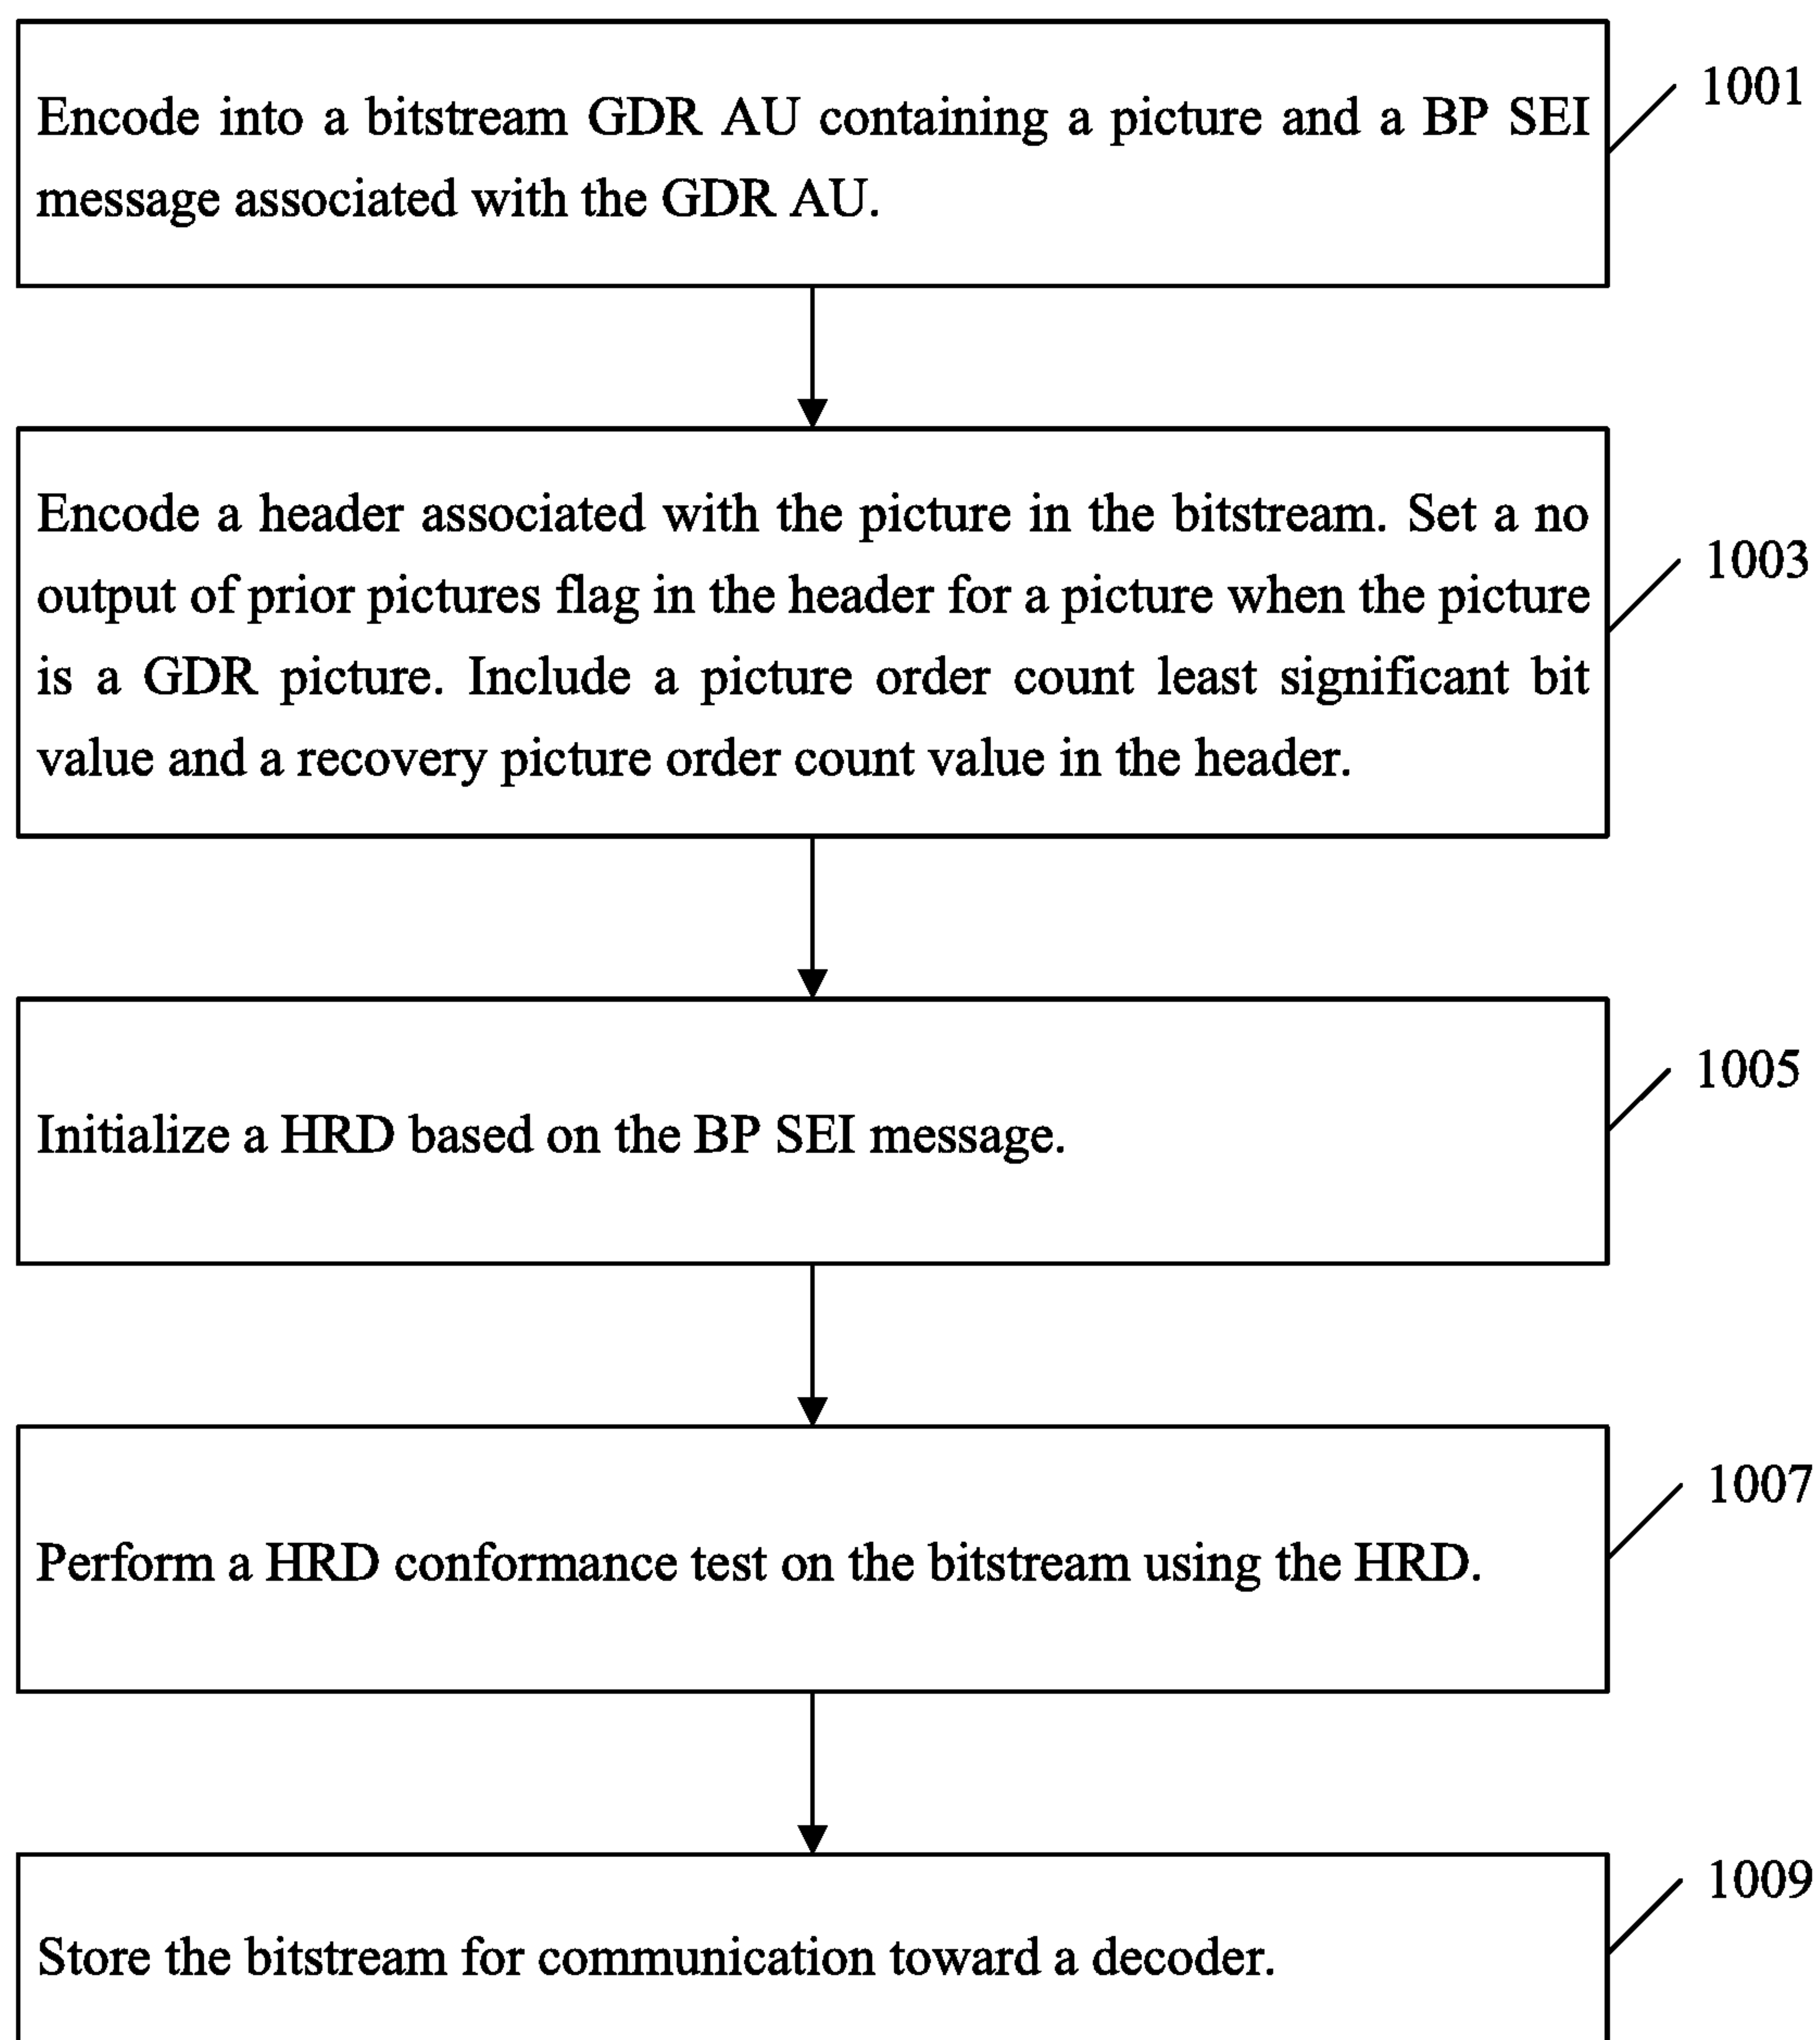 Encode into a bitstream GDR AU containing a picture and a BP SEI
message associated with the GDR AU.
1001
Encode a header associated with the picture in the bitstream. Set a no
output of prior pictures flag in the header for a picture when the picture
is a GDR picture. Include a picture order count least significant bit
value and a recovery picture order count value in the header.
1003
Initialize a HRD based on the BP SEI message.
1005
Perform a HRD conformance test on the bitstream using the HRD.
1007
Store the bitstream for communication toward a decoder.
1009